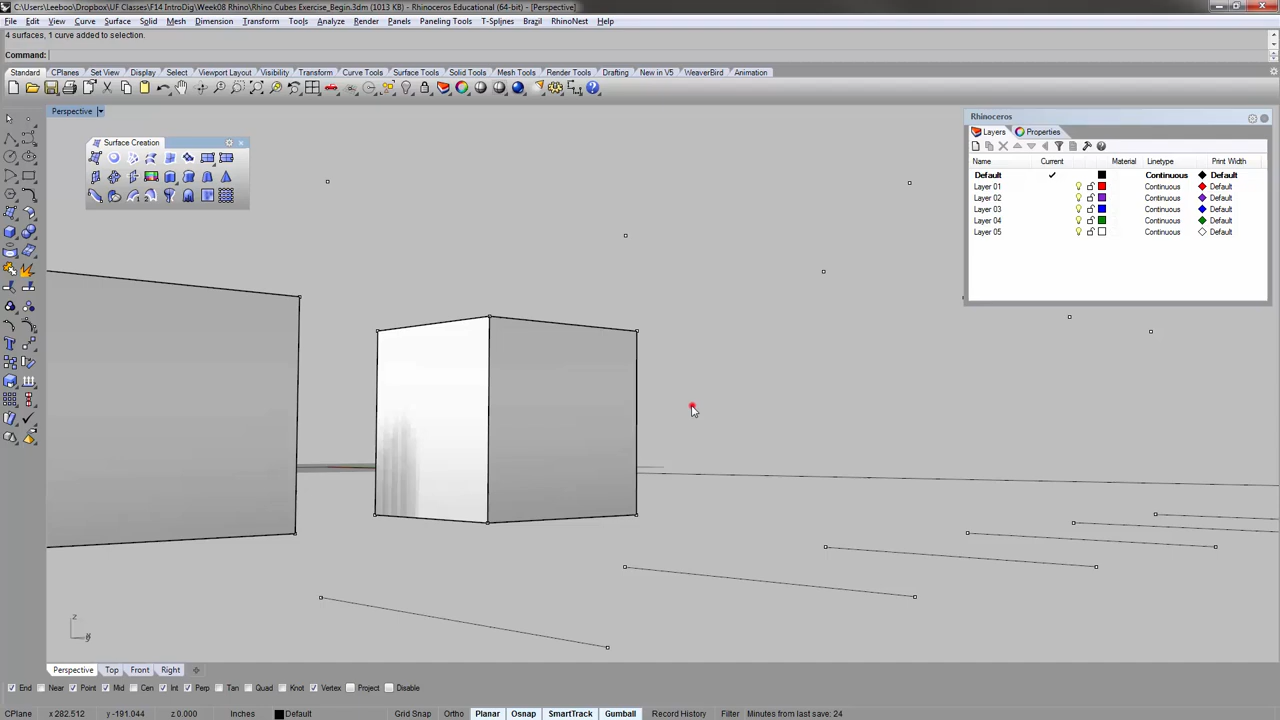 C:\Users\Leeboo\Dropbox\UF Classes\F14 IntroDig\Week08 Rhino\Rhino Cubes Exercise_Begin.3dm (1013 KB) - Rhinoceros Educational (64-bit) - [Perspective]
File Edit View Curve Surface Solid Mesh Dimension Transform Tools Analyze Render Panels Paneling Tools T-Splines Brazil RhinoNest Help
4 surfaces, 1 curve added to selection.
Command:
Standard CPlanes Set View Display Select Viewport Layout Visibility Transform Curve Tools Surface Tools Solid Tools Mesh Tools Render Tools Drafting New in V5 WeaverBird Animation
Perspective
Surface Creation
Rhinoceros
Layers Properties
Name Current Material Linetype Print Width
Default Continuous Default
Layer 01 Continuous Default
Layer 02 Continuous Default
Layer 03 Continuous Default
Layer 04 Continuous Default
Layer 05 Continuous Default
z
Perspective Top Front Right
End Near Point Mid Cen Int Perp Tan Quad Knot Vertex Project Disable
CPlane x 282.512 y -191.044 z 0.000 Inches Default Grid Snap Ortho Planar Osnap SmartTrack Gumball Record History Filter Minutes from last save: 24